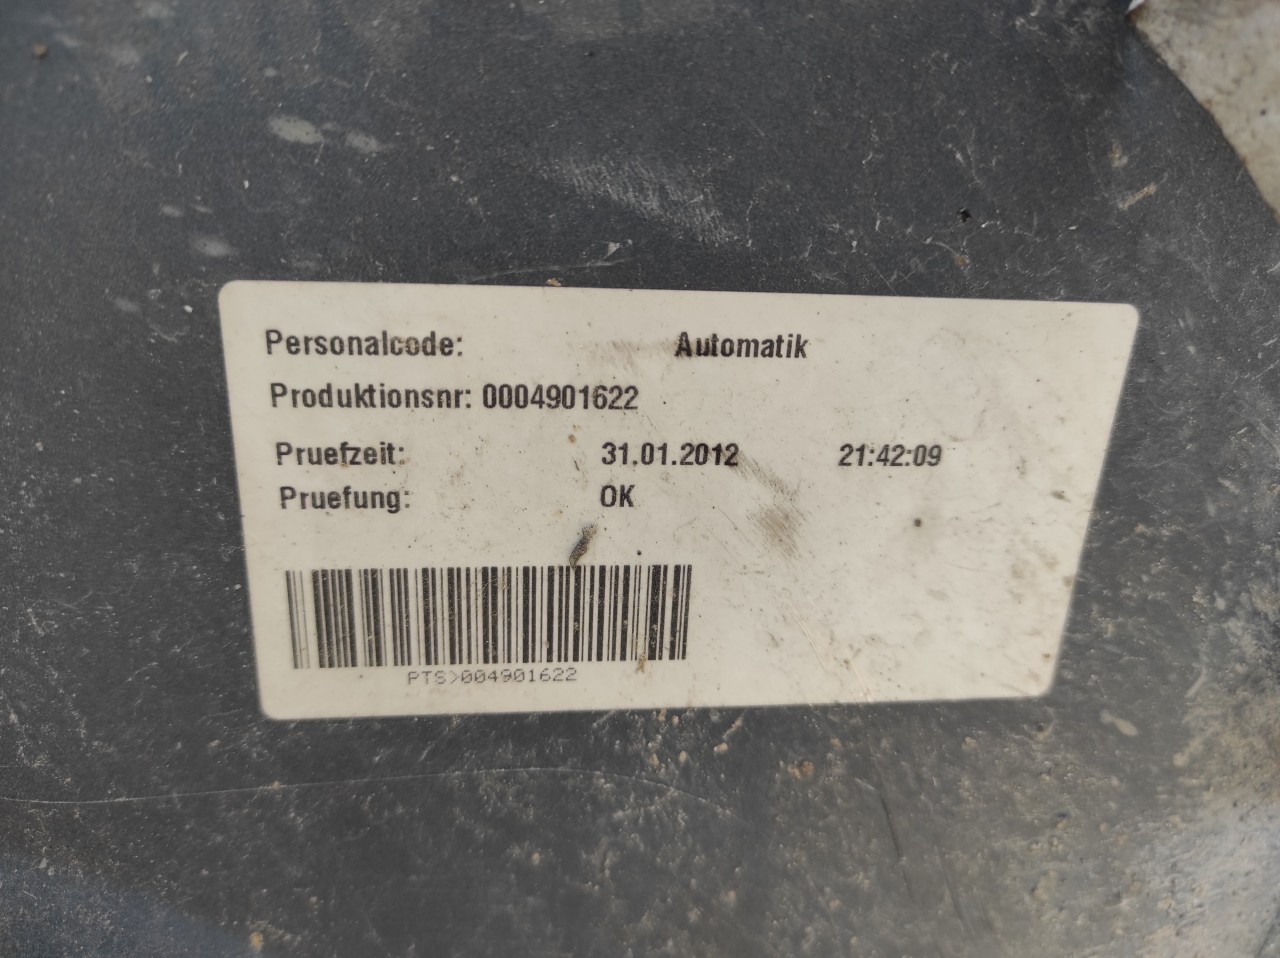 Personalcode: Automatik
Produktionsnr: 0004901622
Pruefzeit: 31.01.2012 21:42:09
Pruefung: OK
PTS>004901622